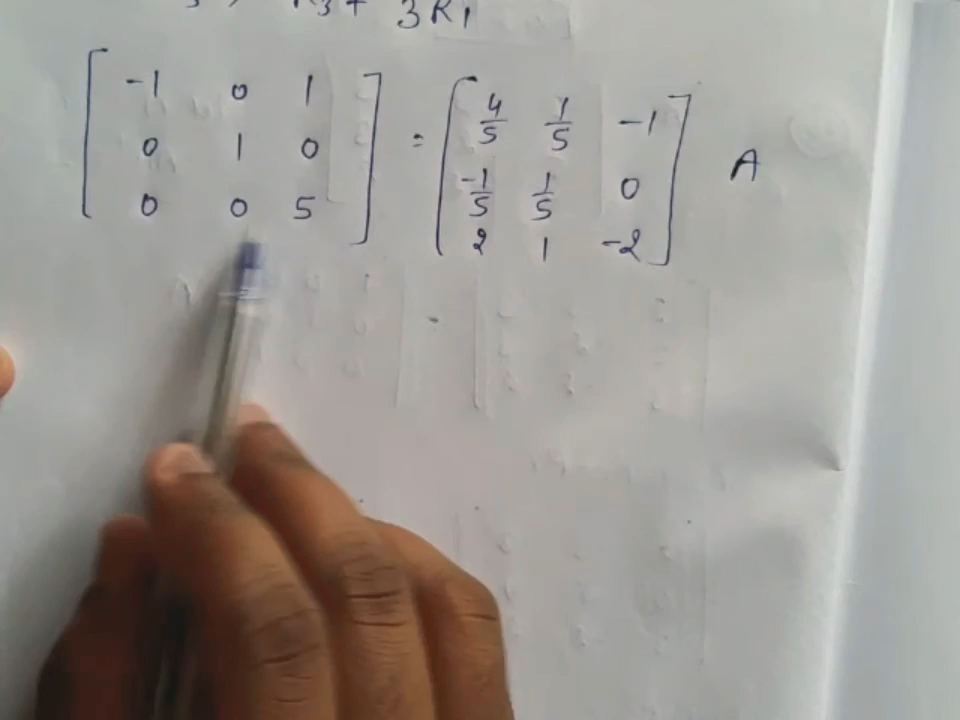 R3+ 3R1
[-1 0 1; 0 1 0; 0 0 5] = [4/5 1/5 -1; -1/5 1/5 0; 2 1 -2] A